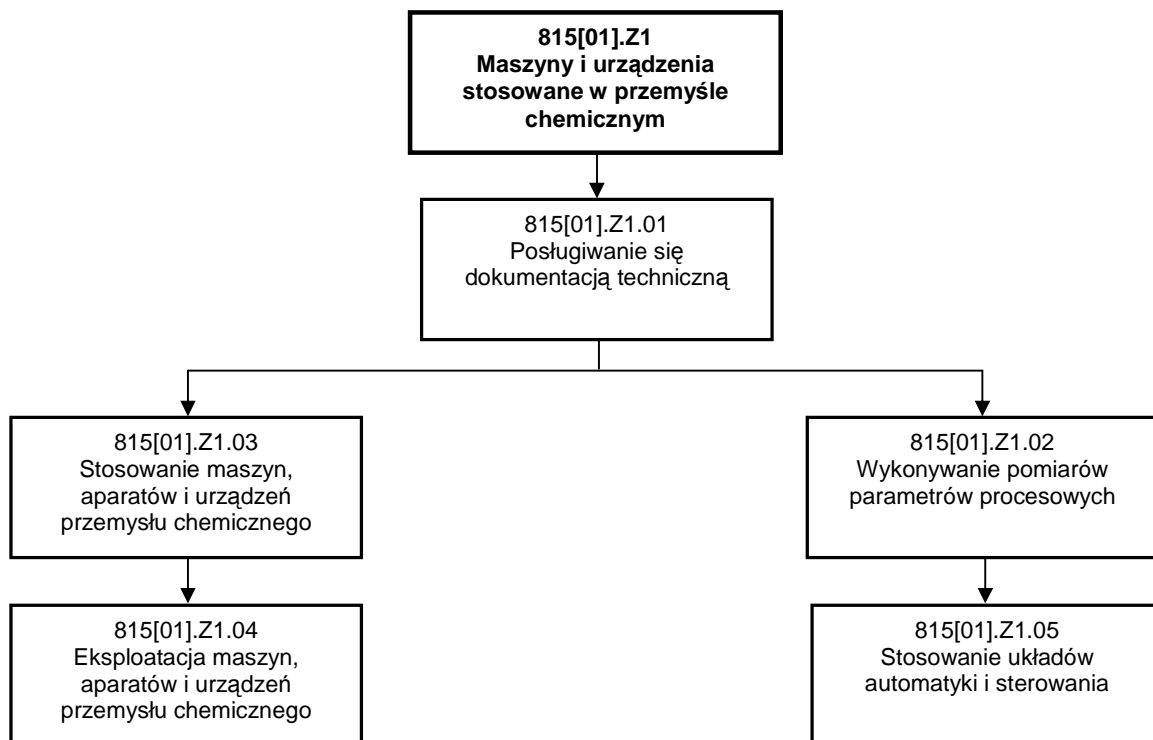 815[01].Z1
Maszyny i urządzenia
stosowane w przemyśle
chemicznym
815[01].Z1.01
Posługiwanie się
dokumentacją techniczną
815[01].Z1.03
Stosowanie maszyn,
aparatów i urządzeń
przemysłu chemicznego
815[01].Z1.02
Wykonywanie pomiarów
parametrów procesowych
815[01].Z1.04
Eksploatacja maszyn,
aparatów i urządzeń
przemysłu chemicznego
815[01].Z1.05
Stosowanie układów
automatyki i sterowania